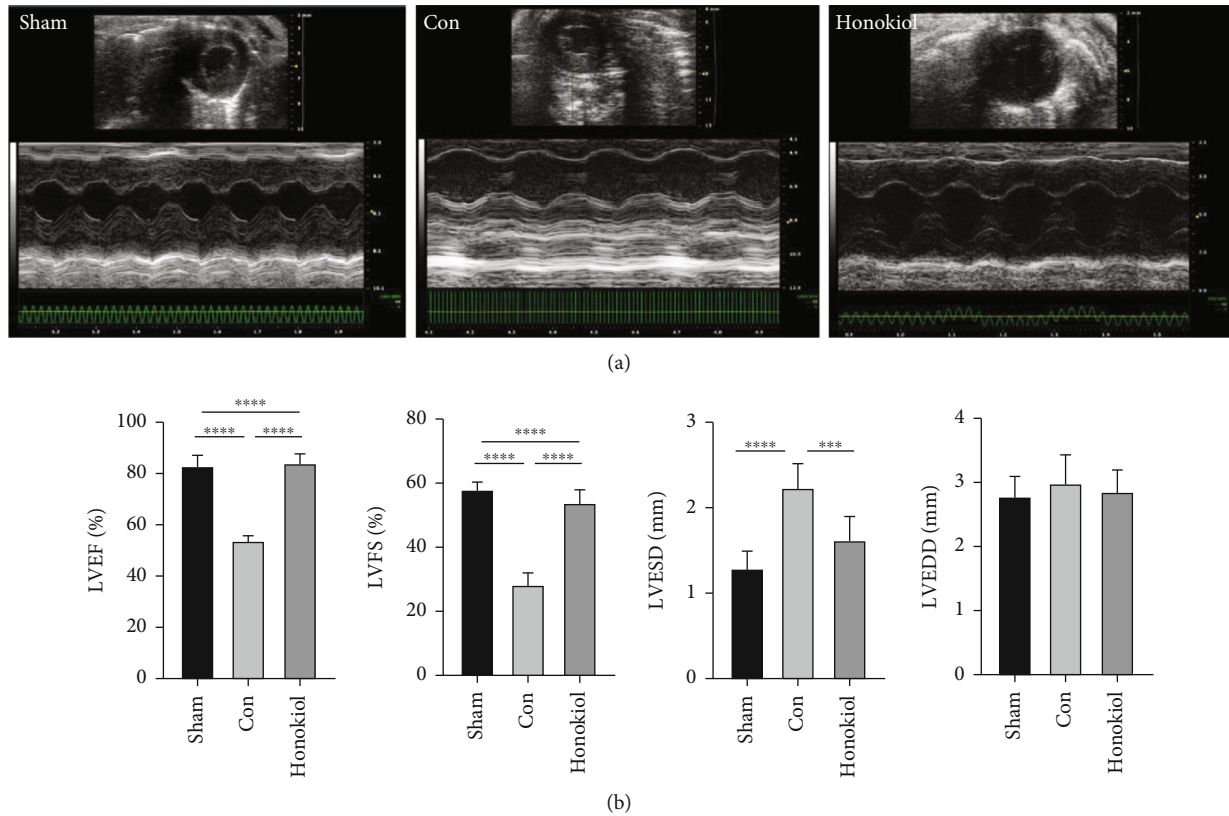 Sham
Con
Honokiol
(a)
****
**** ****
100
80
60
40
20
0
LVEF (%)
Sham
Con
Honokiol
****
**** ****
80
60
40
20
0
LVFS (%)
Sham
Con
Honokiol
**** ***
3
2
1
0
LVESD (mm)
Sham
Con
Honokiol
4
3
2
1
0
LVEDD (mm)
Sham
Con
Honokiol
(b)